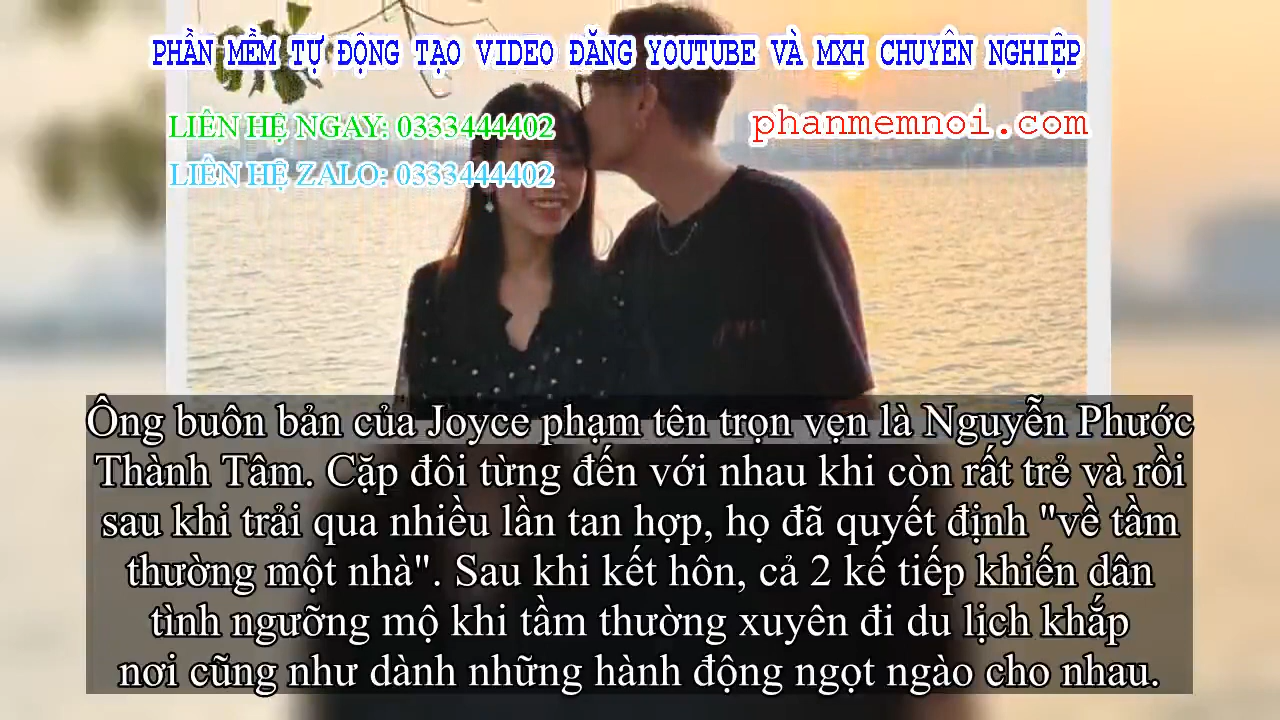 PHẦN MỀM TỰ ĐỘNG TẠO VIDEO ĐĂNG YOUTUBE VÀ MXH CHUYÊN NGHIỆP
LIÊN HỆ NGAY: 0333444402
phanmemnoi.com
LIÊN HỆ ZALO: 0333444402
Ông buôn bản của Joyce phạm tên trọn vẹn là Nguyễn Phước
Thành Tâm. Cặp đôi từng đến với nhau khi còn rất trẻ và rồi
sau khi trải qua nhiều lần tan hợp, họ đã quyết định "về tầm
thường một nhà". Sau khi kết hôn, cả 2 kế tiếp khiến dân
tình ngưỡng mộ khi tầm thường xuyên đi du lịch khắp
nơi cũng như dành những hành động ngọt ngào cho nhau.